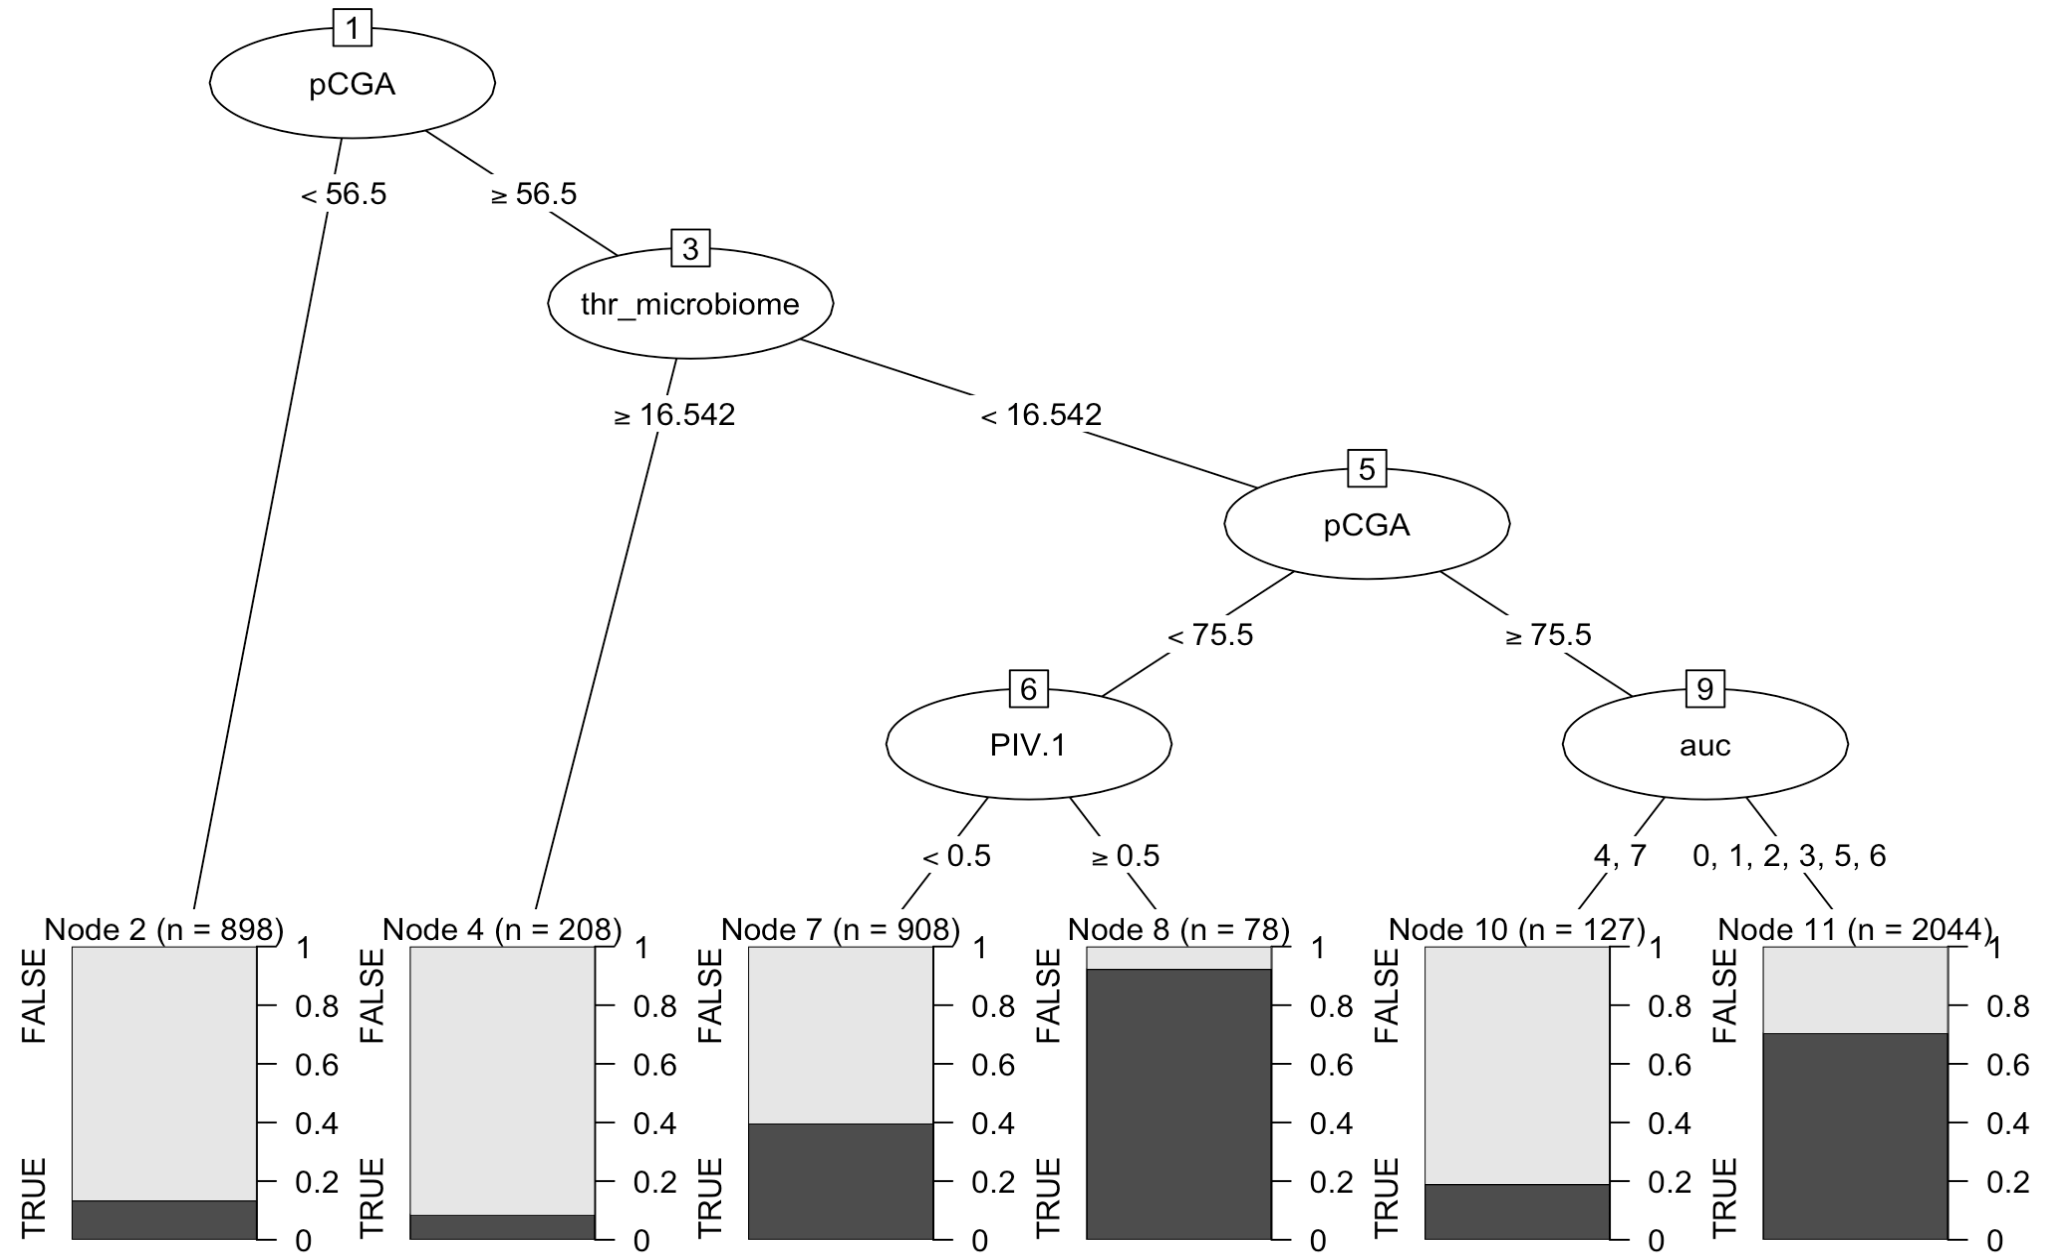 1
pCGA
< 56.5
≥ 56.5
3
thr_microbiome
≥ 16.542
< 16.542
5
pCGA
< 75.5
≥ 75.5
6
PIV.1
9
auc
< 0.5
≥ 0.5
4, 7
0, 1, 2, 3, 5, 6
Node 2 (n = 898)
FALSE
TRUE
1
0.8
0.6
0.4
0.2
0
Node 4 (n = 208)
FALSE
TRUE
1
0.8
0.6
0.4
0.2
0
Node 7 (n = 908)
FALSE
TRUE
1
0.8
0.6
0.4
0.2
0
Node 8 (n = 78)
FALSE
TRUE
1
0.8
0.6
0.4
0.2
0
Node 10 (n = 127)
FALSE
TRUE
1
0.8
0.6
0.4
0.2
0
Node 11 (n = 2044)
FALSE
TRUE
1
0.8
0.6
0.4
0.2
0